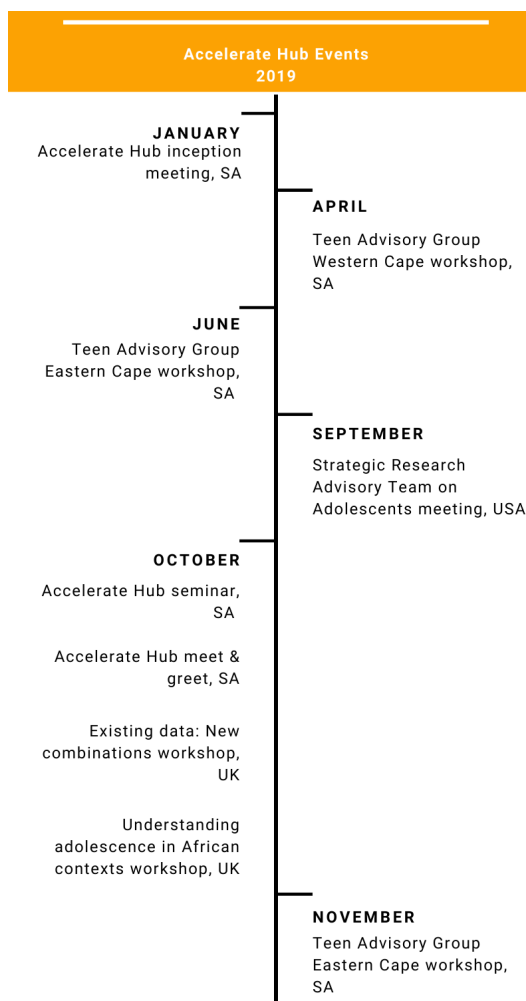 Accelerate Hub Events
2019
JANUARY
Accelerate Hub inception
meeting, SA
APRIL
Teen Advisory Group
Western Cape workshop,
SA
JUNE
Teen Advisory Group
Eastern Cape workshop,
SA
SEPTEMBER
Strategic Research
Advisory Team on
Adolescents meeting, USA
OCTOBER
Accelerate Hub seminar,
SA
Accelerate Hub meet &
greet, SA
Existing data: New
combinations workshop,
UK
Understanding
adolescence in African
contexts workshop, UK
NOVEMBER
Teen Advisory Group
Eastern Cape workshop,
SA